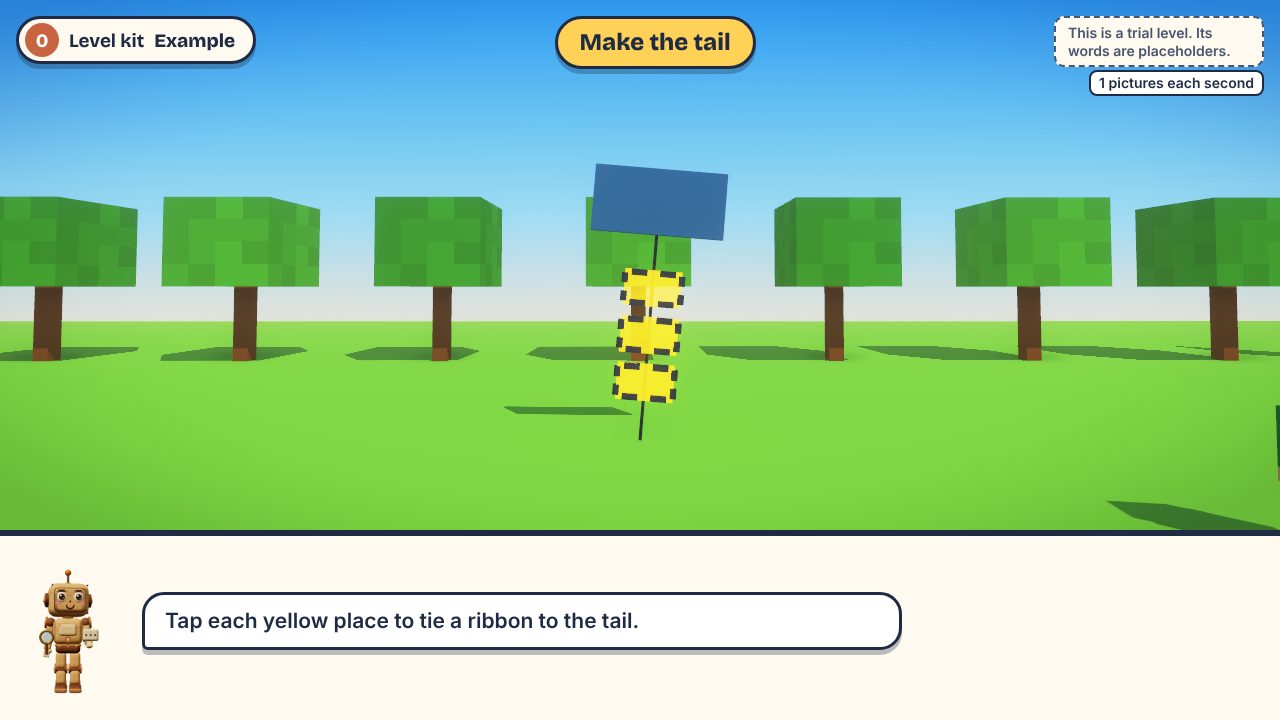 0 Level kit Example
Make the tail
This is a trial level. Its
words are placeholders.
1 pictures each second
Tap each yellow place to tie a ribbon to the tail.